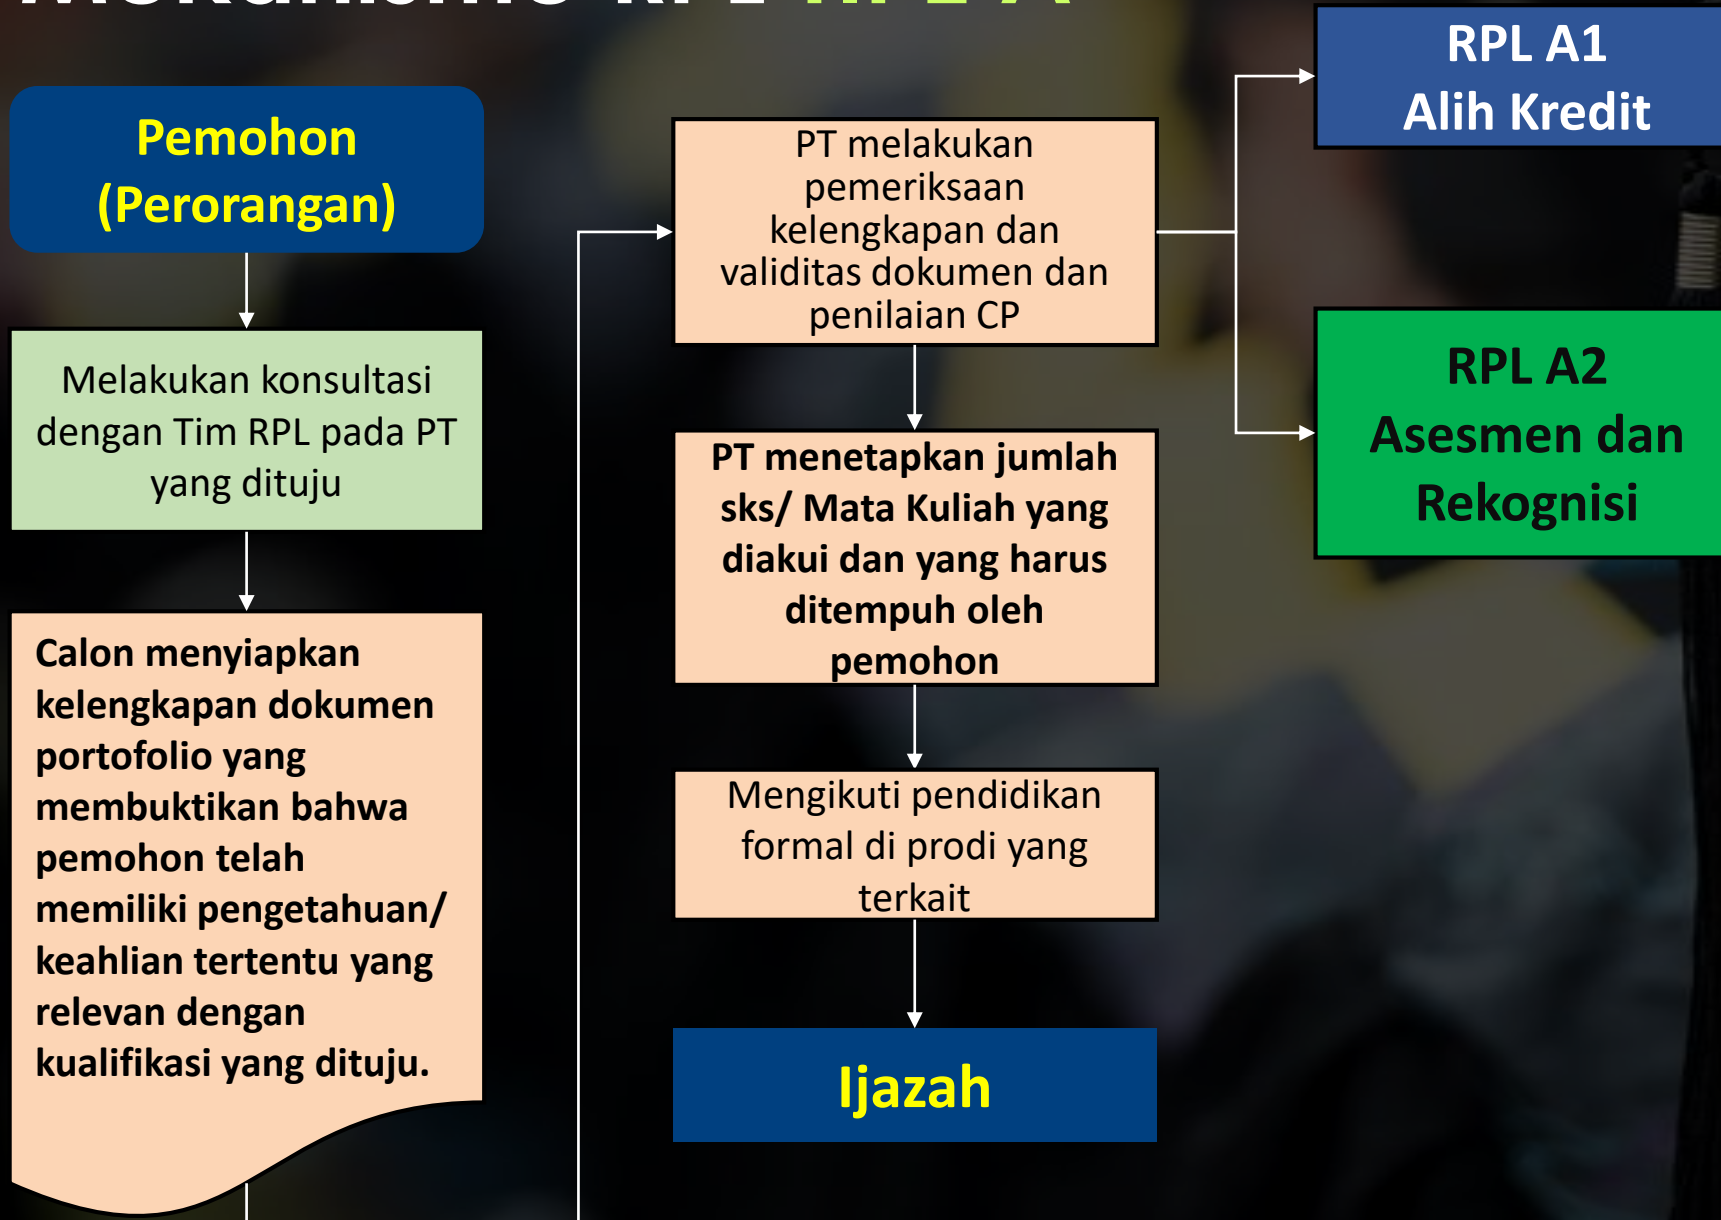 Mekanisme RPL RPL A
Pemohon
(Perorangan)
Melakukan konsultasi
dengan Tim RPL pada PT
yang dituju
Calon menyiapkan
kelengkapan dokumen
portofolio yang
membuktikan bahwa
pemohon telah
memiliki pengetahuan/
keahlian tertentu yang
relevan dengan
kualifikasi yang dituju.
PT melakukan
pemeriksaan
kelengkapan dan
validitas dokumen dan
penilaian CP
PT menetapkan jumlah
sks/ Mata Kuliah yang
diakui dan yang harus
ditempuh oleh
pemohon
Mengikuti pendidikan
formal di prodi yang
terkait
Ijazah
RPL A1
Alih Kredit
RPL A2
Asesmen dan
Rekognisi